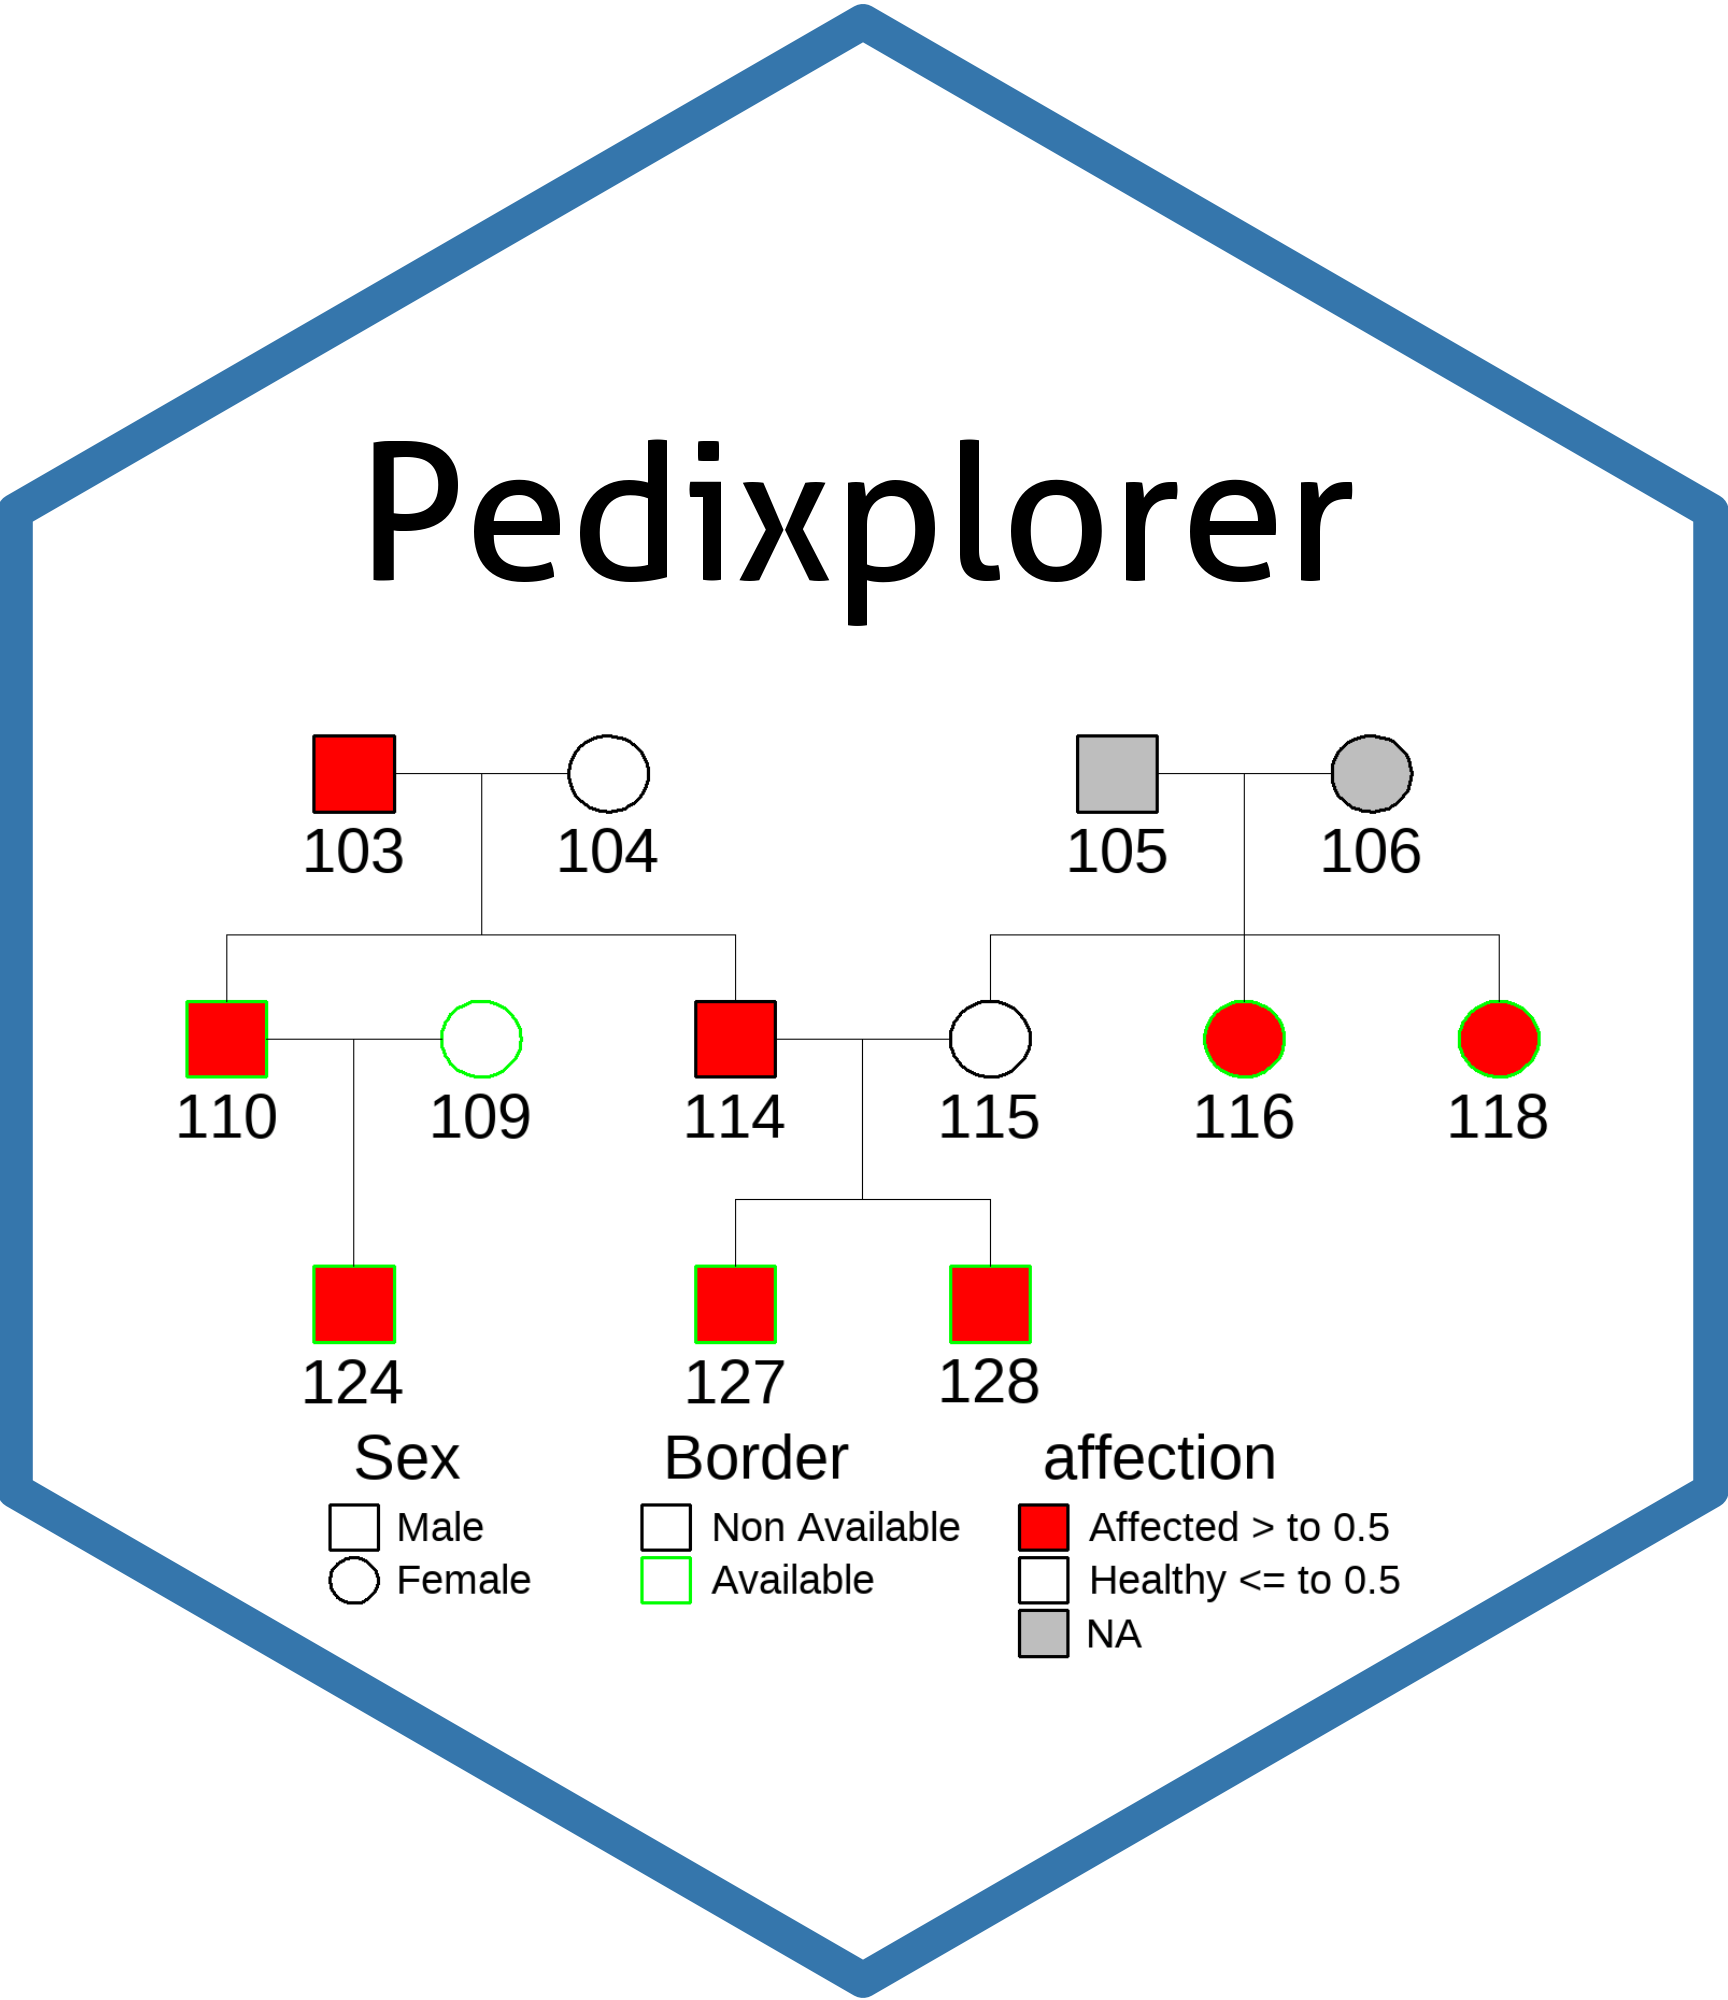 Pedixplorer
103 104 105 106
110 109 114 115 116 118
124 127 128
Sex Border affection
Male Non Available Affected > to 0.5
Female Available Healthy <= to 0.5
NA